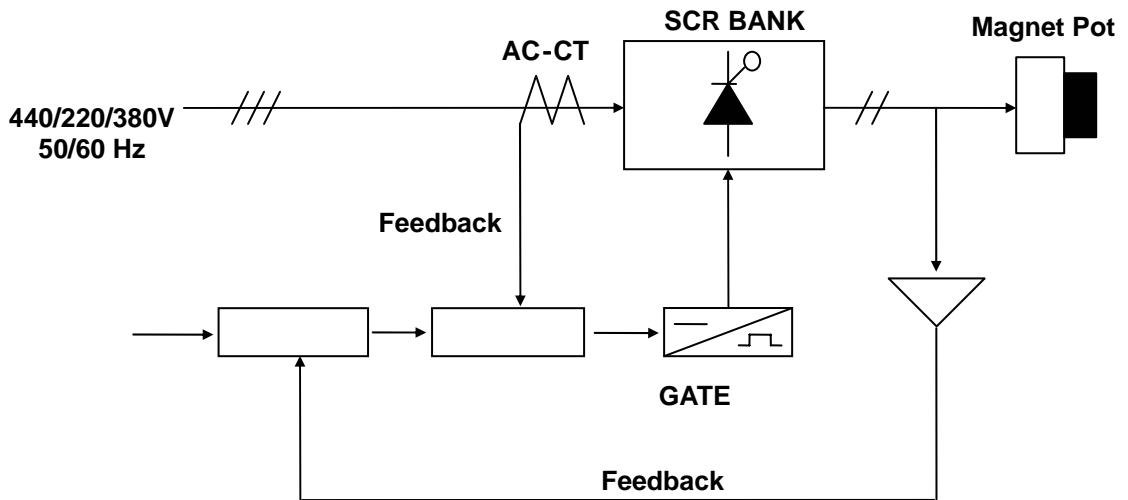 SCR BANK
Magnet Pot
AC-CT
440/220/380V
50/60 Hz
Feedback
GATE
Feedback